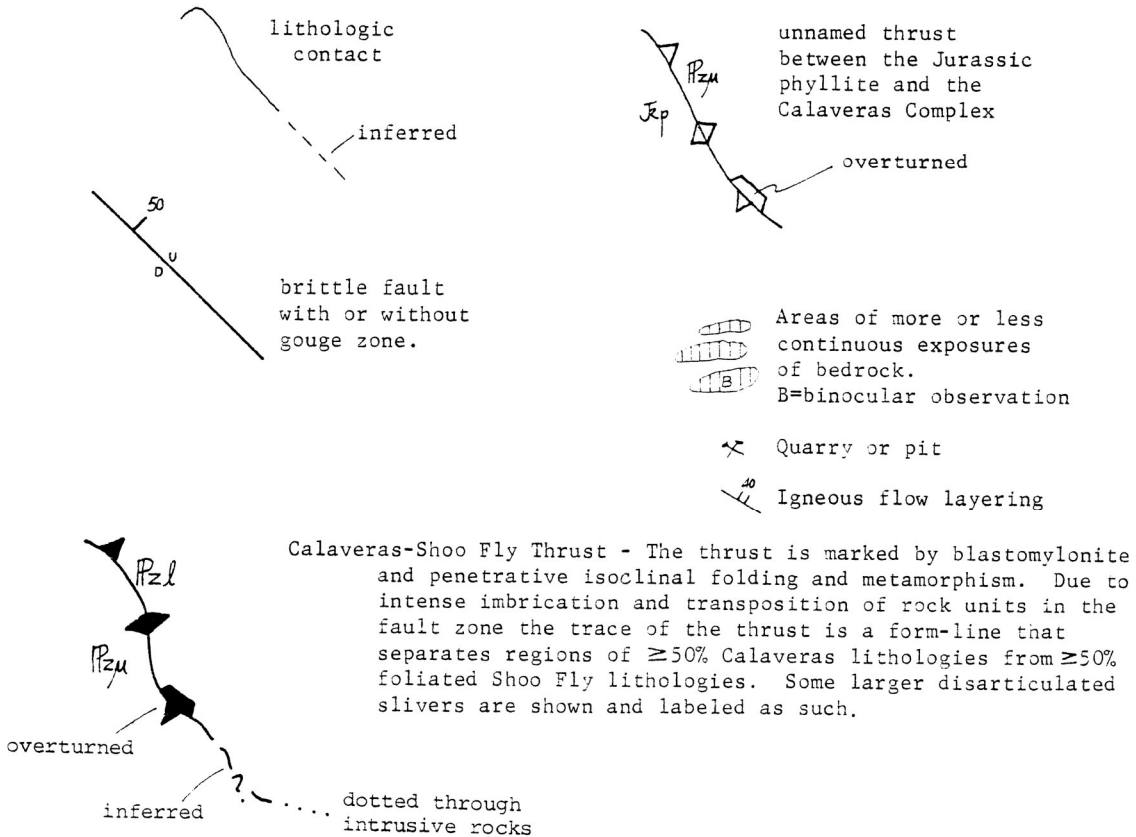 lithologic
contact
inferred
50
U
D
brittle fault
with or without
gouge zone.
unnamed thrust
between the Jurassic
phyllite and the
Calaveras Complex
ꟼPzμ
Jzp
overturned
Areas of more or less
continuous exposures
of bedrock.
B
B=binocular observation
Quarry or pit
40
Igneous flow layering
Calaveras-Shoo Fly Thrust - The thrust is marked by blastomylonite
and penetrative isoclinal folding and metamorphism. Due to
intense imbrication and transposition of rock units in the
fault zone the trace of the thrust is a form-line that
separates regions of ≥50% Calaveras lithologies from ≥50%
foliated Shoo Fly lithologies. Some larger disarticulated
slivers are shown and labeled as such.
ꟼPzl
ꟼPzμ
overturned
inferred
?
dotted through
intrusive rocks